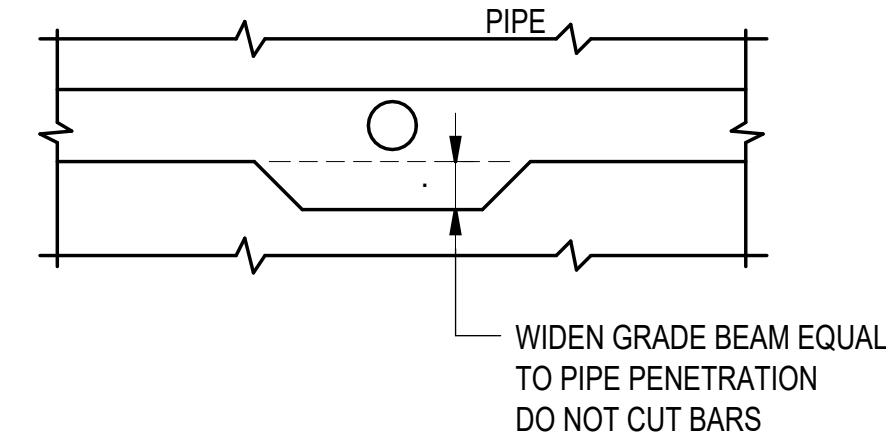 PIPE
WIDEN GRADE BEAM EQUAL
TO PIPE PENETRATION
DO NOT CUT BARS